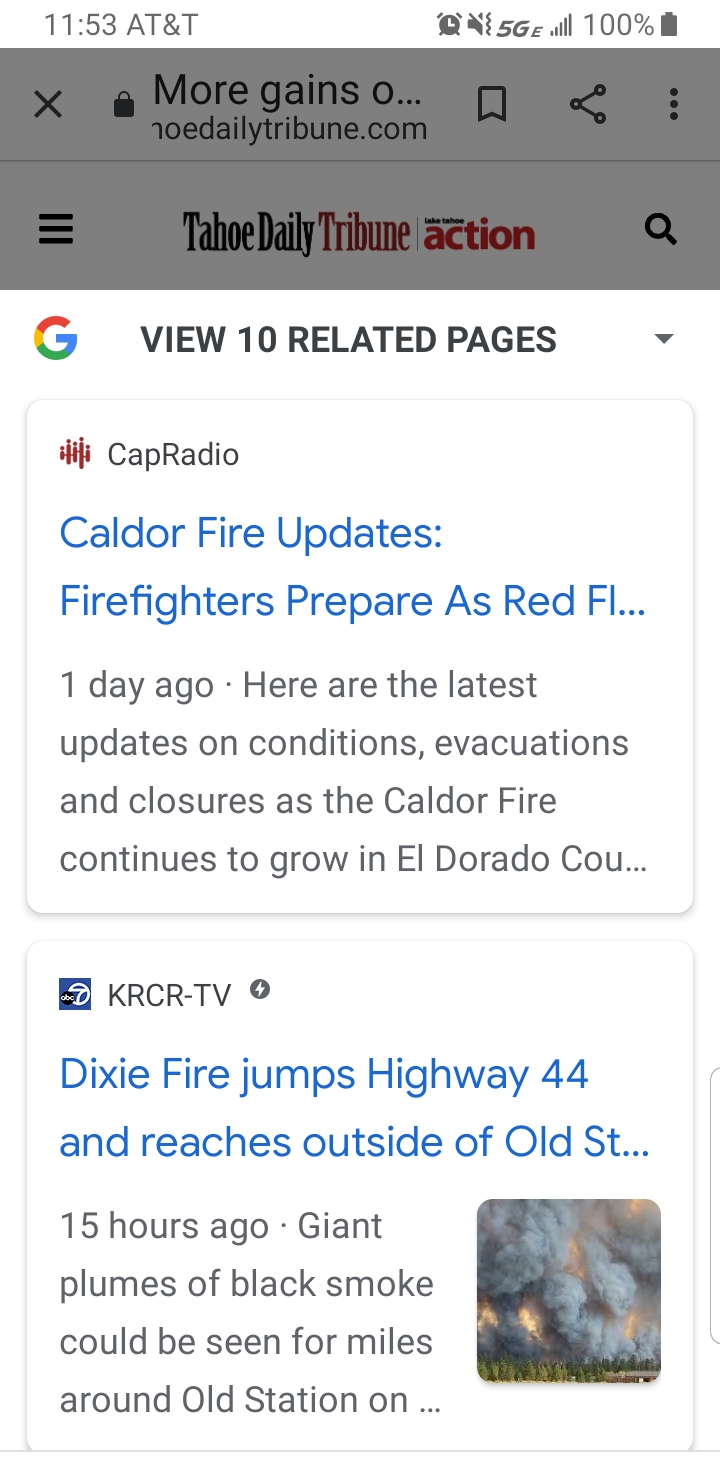 11:53 AT&T 5GE 100%
More gains o...
hoedailytribune.com
Tahoe Daily Tribune lake tahoe action
VIEW 10 RELATED PAGES
CapRadio
Caldor Fire Updates:
Firefighters Prepare As Red Fl...
1 day ago · Here are the latest
updates on conditions, evacuations
and closures as the Caldor Fire
continues to grow in El Dorado Cou...
abc 7 KRCR-TV
Dixie Fire jumps Highway 44
and reaches outside of Old St...
15 hours ago · Giant
plumes of black smoke
could be seen for miles
around Old Station on ...